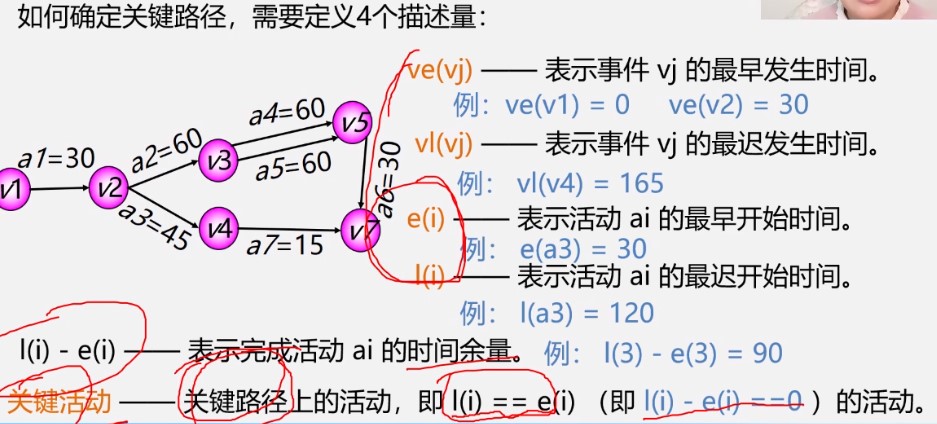 如何确定关键路径，需要定义4个描述量：
ve(vj) —— 表示事件 vj 的最早发生时间。
例：ve(v1) = 0 ve(v2) = 30
vl(vj) —— 表示事件 vj 的最迟发生时间。
例： vl(v4) = 165
e(i) —— 表示活动 ai 的最早开始时间。
例： e(a3) = 30
l(i) —— 表示活动 ai 的最迟开始时间。
例： l(a3) = 120
a4=60
v5
a1=30
a2=60
v3
a5=60
v1
v2
a6=30
a3=45
v4
a7=15
v7
l(i) - e(i) —— 表示完成活动 ai 的时间余量。 例： l(3) - e(3) = 90
关键活动 —— 关键路径上的活动，即 l(i) == e(i) （即 l(i) - e(i) ==0 ）的活动。